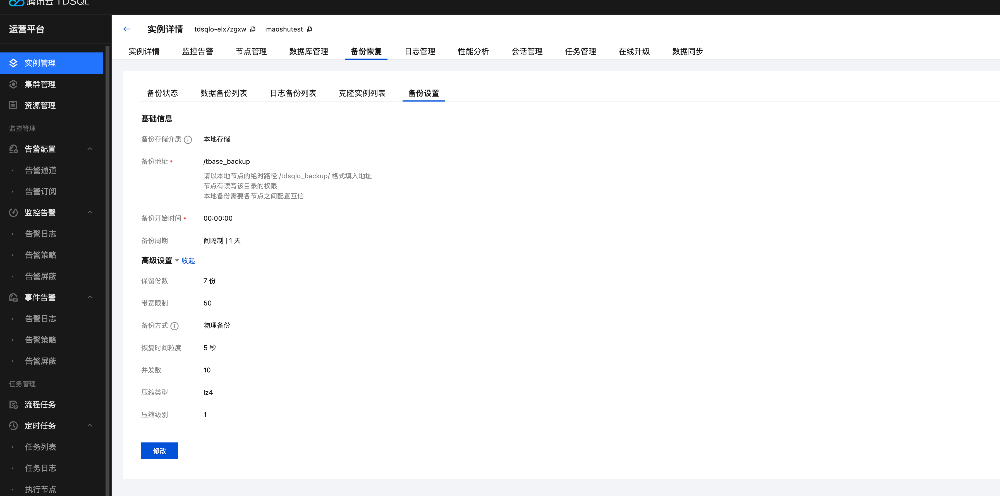 腾讯云 TDSQL
运营平台
实例管理
集群管理
资源管理
监控管理
告警配置
告警通道
告警订阅
监控告警
告警日志
告警策略
告警屏蔽
事件告警
告警日志
告警策略
告警屏蔽
任务管理
流程任务
定时任务
任务列表
任务日志
执行节点
实例详情 tdsqlo-elx7zgxw maoshutest
实例详情 监控告警 节点管理 数据库管理 备份恢复 日志管理 性能分析 会话管理 任务管理 在线升级 数据同步
备份状态 数据备份列表 日志备份列表 克隆实例列表 备份设置
基础信息
备份存储介质 本地存储
备份地址 * /tbase_backup
请以本地节点的绝对路径 /tdsqlo_backup/ 格式填入地址
节点有读写该目录的权限
本地备份需要各节点之间配置互信
备份开始时间 * 00:00:00
备份周期 间隔制 | 1 天
高级设置 收起
保留份数 7 份
带宽限制 50
备份方式 物理备份
恢复时间粒度 5 秒
并发数 10
压缩类型 lz4
压缩级别 1
修改